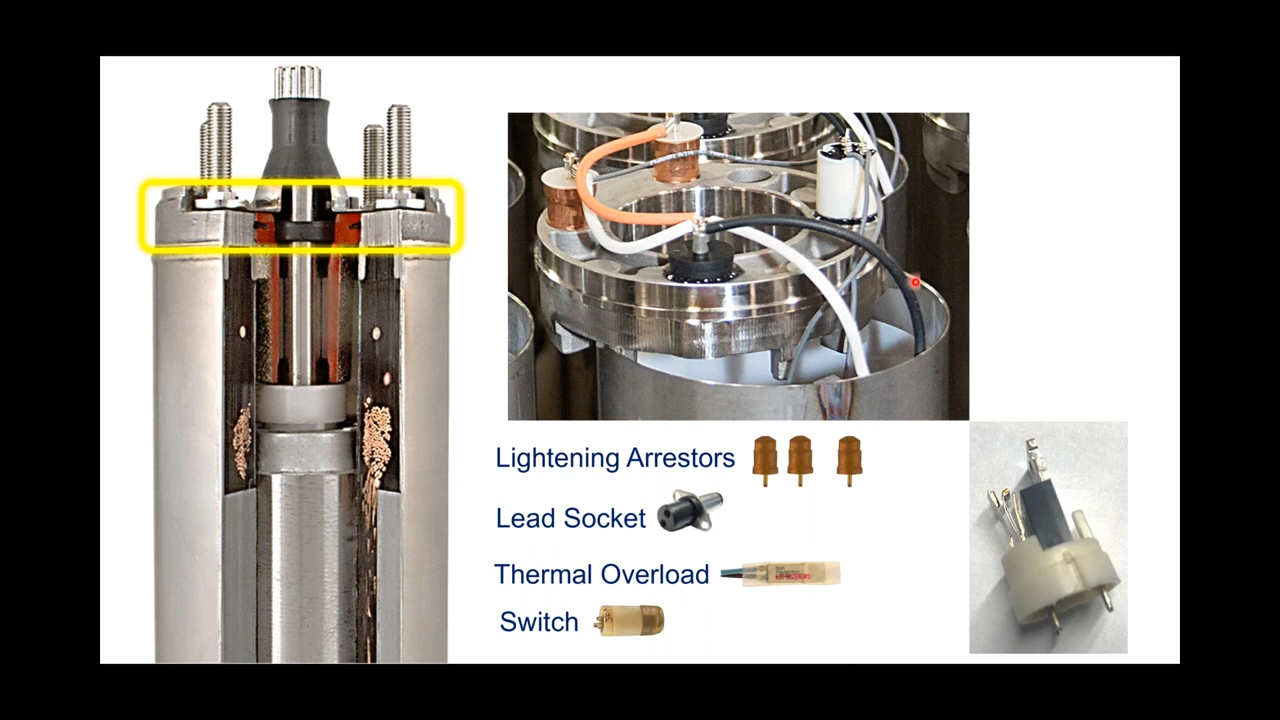 Lightening Arrestors
Lead Socket
Thermal Overload
Switch